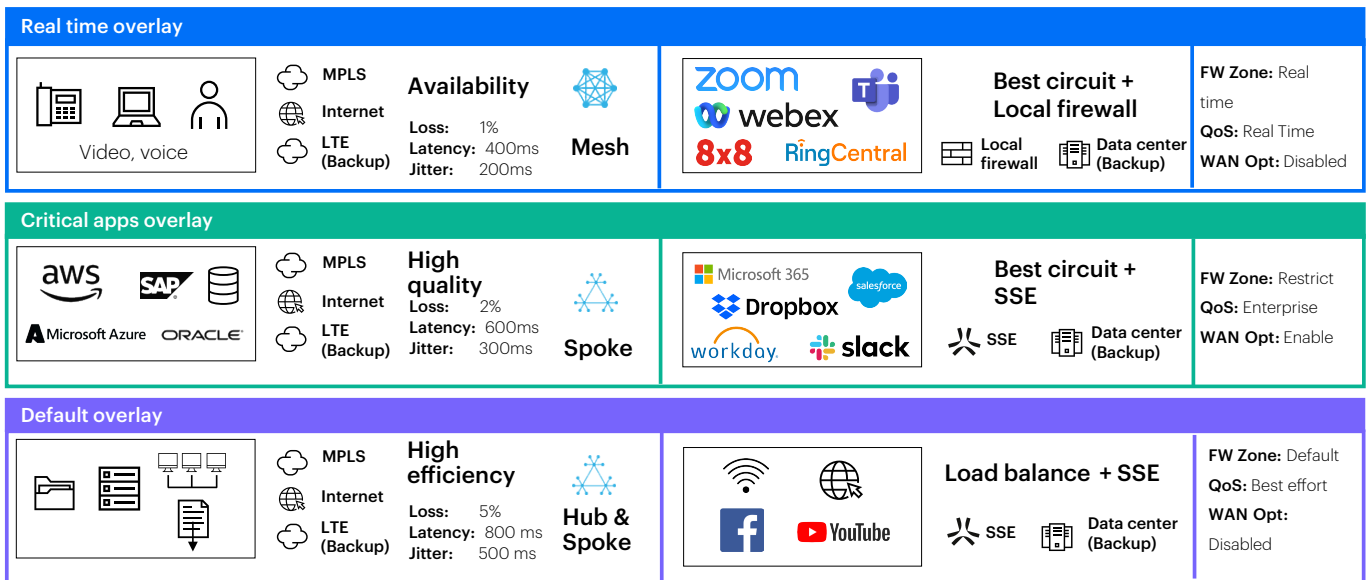 Real time overlay
Video, voice
MPLS
Internet
LTE
(Backup)
Availability
Loss: 1%
Latency: 400ms
Jitter: 200ms
Mesh
zoom
T
webex
8x8
RingCentral
Best circuit +
Local firewall
Local
firewall
Data center
(Backup)
FW Zone: Real
time
QoS: Real Time
WAN Opt: Disabled
Critical apps overlay
aws
SAP
Microsoft Azure
ORACLE
MPLS
Internet
LTE
(Backup)
High
quality
Loss: 2%
Latency: 600ms
Jitter: 300ms
Spoke
Microsoft 365
salesforce
Dropbox
workday.
slack
Best circuit +
SSE
SSE
Data center
(Backup)
FW Zone: Restrict
QoS: Enterprise
WAN Opt: Enable
Default overlay
MPLS
Internet
LTE
(Backup)
High
efficiency
Loss: 5%
Latency: 800 ms
Jitter: 500 ms
Hub &
Spoke
f
YouTube
Load balance + SSE
SSE
Data center
(Backup)
FW Zone: Default
QoS: Best effort
WAN Opt:
Disabled